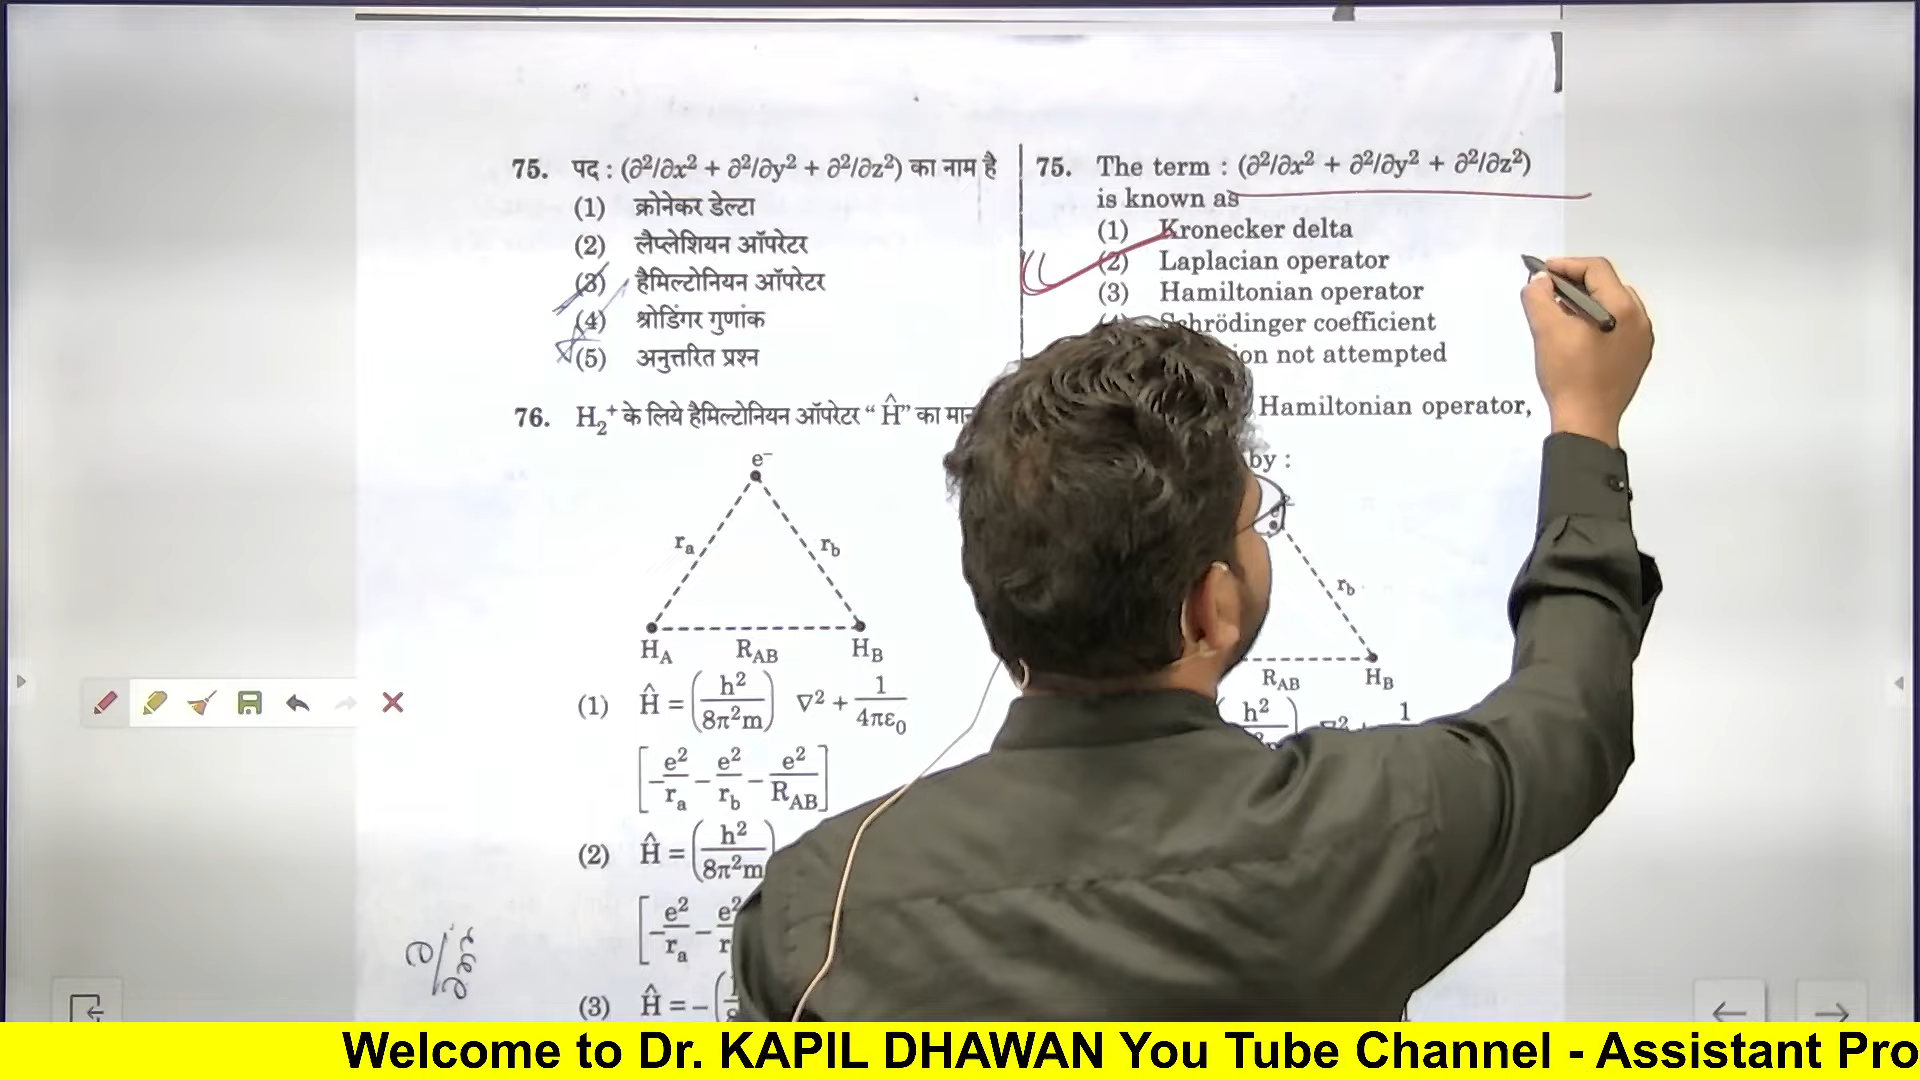 75. पद : (∂²/∂x² + ∂²/∂y² + ∂²/∂z²) का नाम है
(1) क्रोनेकर डेल्टा
(2) लैप्लेशियन ऑपरेटर
(3) हैमिल्टोनियन ऑपरेटर
(4) श्रोडिंगर गुणांक
(5) अनुत्तरित प्रश्न
76. H₂⁺ के लिये हैमिल्टोनियन ऑपरेटर “ Ĥ” का
e⁻
rₐ
r_b
H_A R_AB H_B
(1) Ĥ = (h²/8π²m) ∇² + 1/4πε₀
[-e²/rₐ - e²/r_b - e²/R_AB]
(2) Ĥ = (h²/8π²m
[-e²/rₐ - e²
(3) Ĥ = -
75. The term : (∂²/∂x² + ∂²/∂y² + ∂²/∂z²)
is known as
(1) Kronecker delta
(2) Laplacian operator
(3) Hamiltonian operator
Schrödinger coefficient
not attempted
Hamiltonian operator,
by :
r_b
R_AB H_B
h²
1
Welcome to Dr. KAPIL DHAWAN You Tube Channel - Assistant Pro